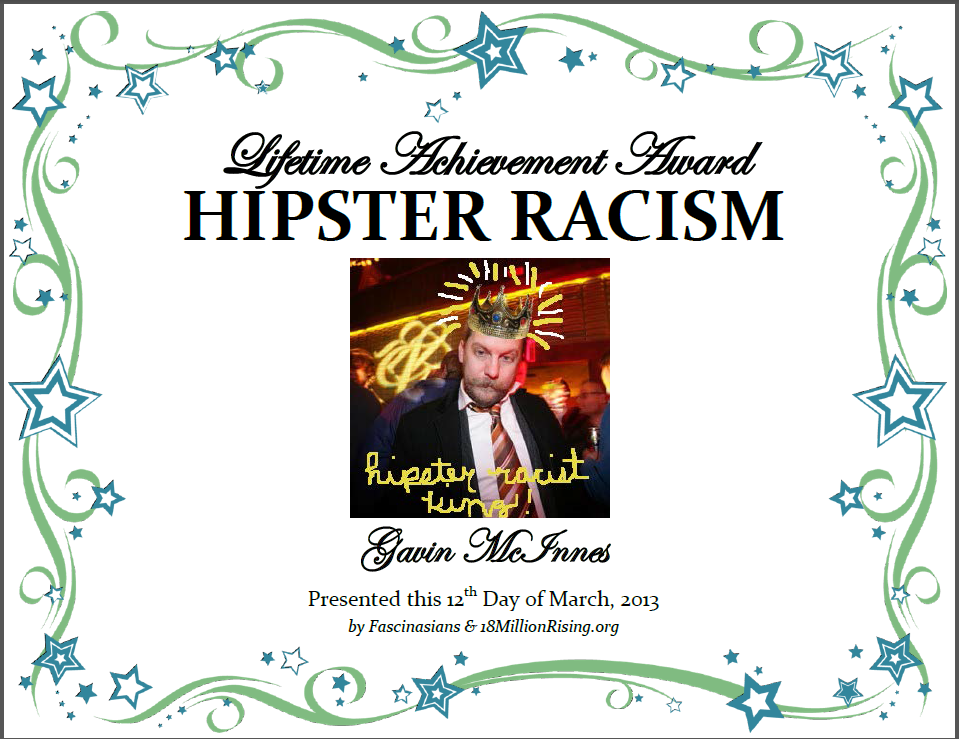 Lifetime Achievement Award
HIPSTER RACISM
hipster racist
king!!
Gavin McInnes
Presented this 12th Day of March, 2013
by Fascinasians & 18MillionRising.org